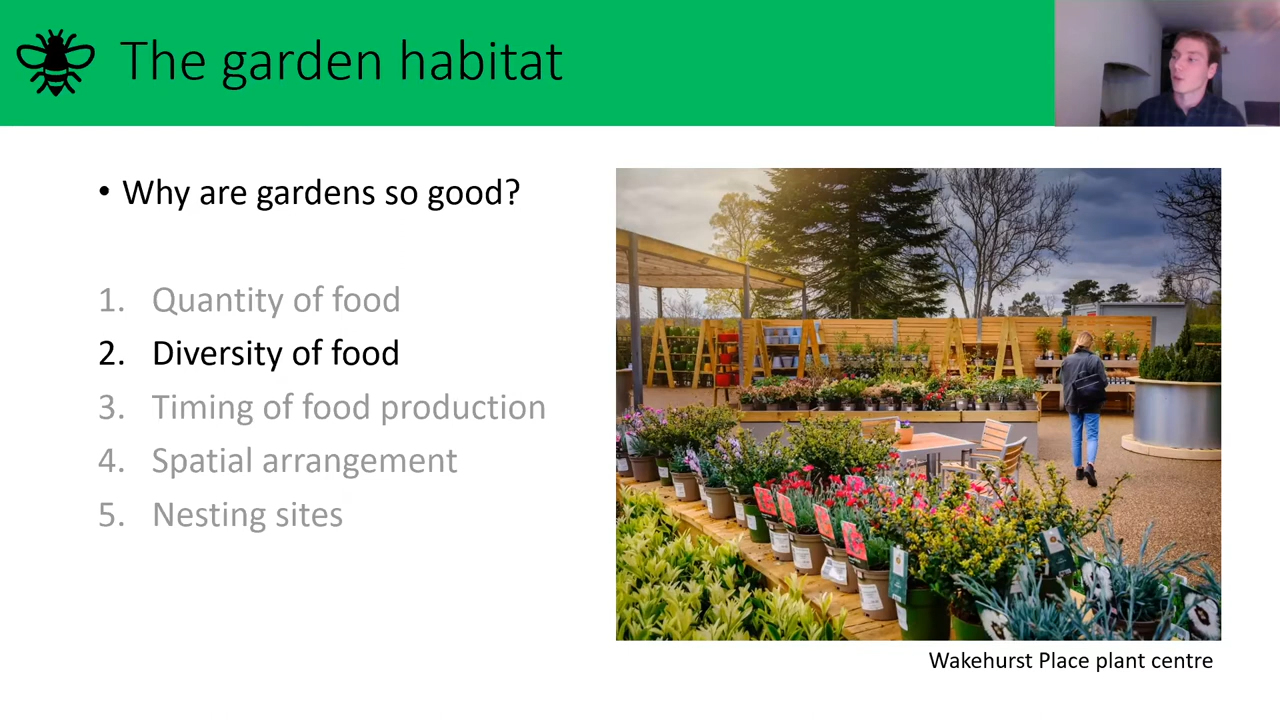 The garden habitat
• Why are gardens so good?
1. Quantity of food
2. Diversity of food
3. Timing of food production
4. Spatial arrangement
5. Nesting sites
Wakehurst Place plant centre